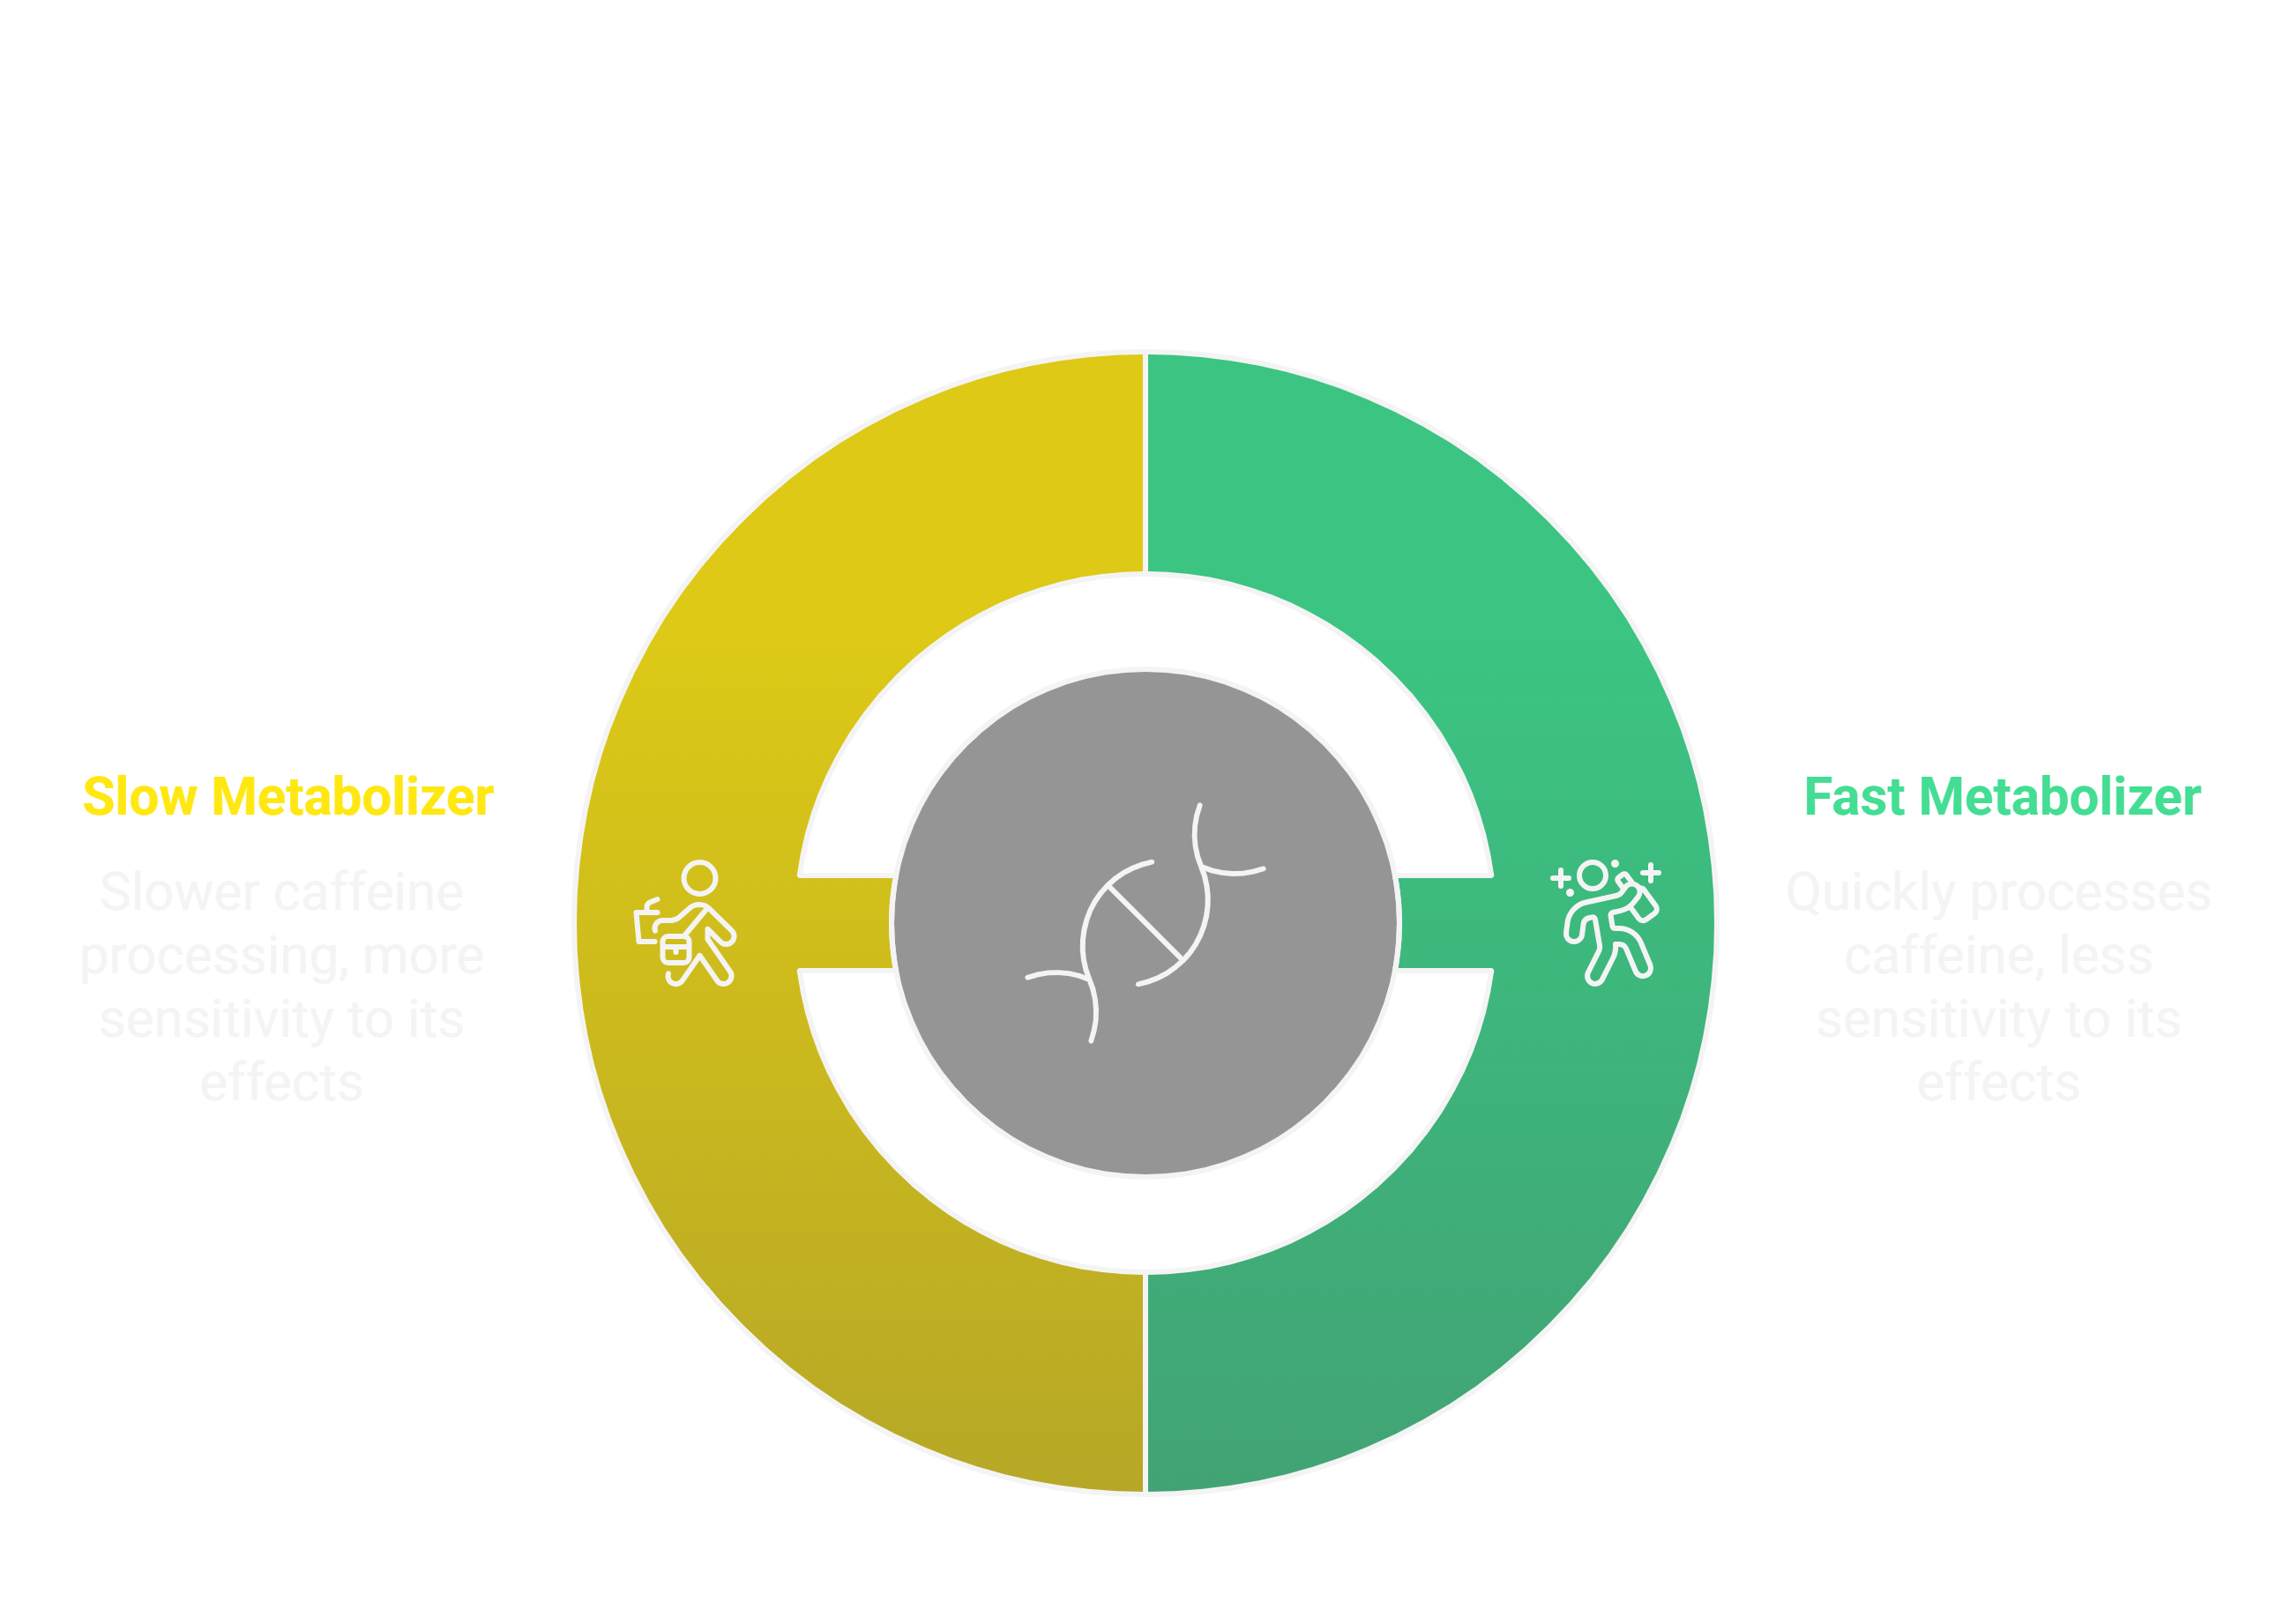 Slow Metabolizer
Slower caffeine
processing, more
sensitivity to its
effects
Fast Metabolizer
Quickly processes
caffeine, less
sensitivity to its
effects